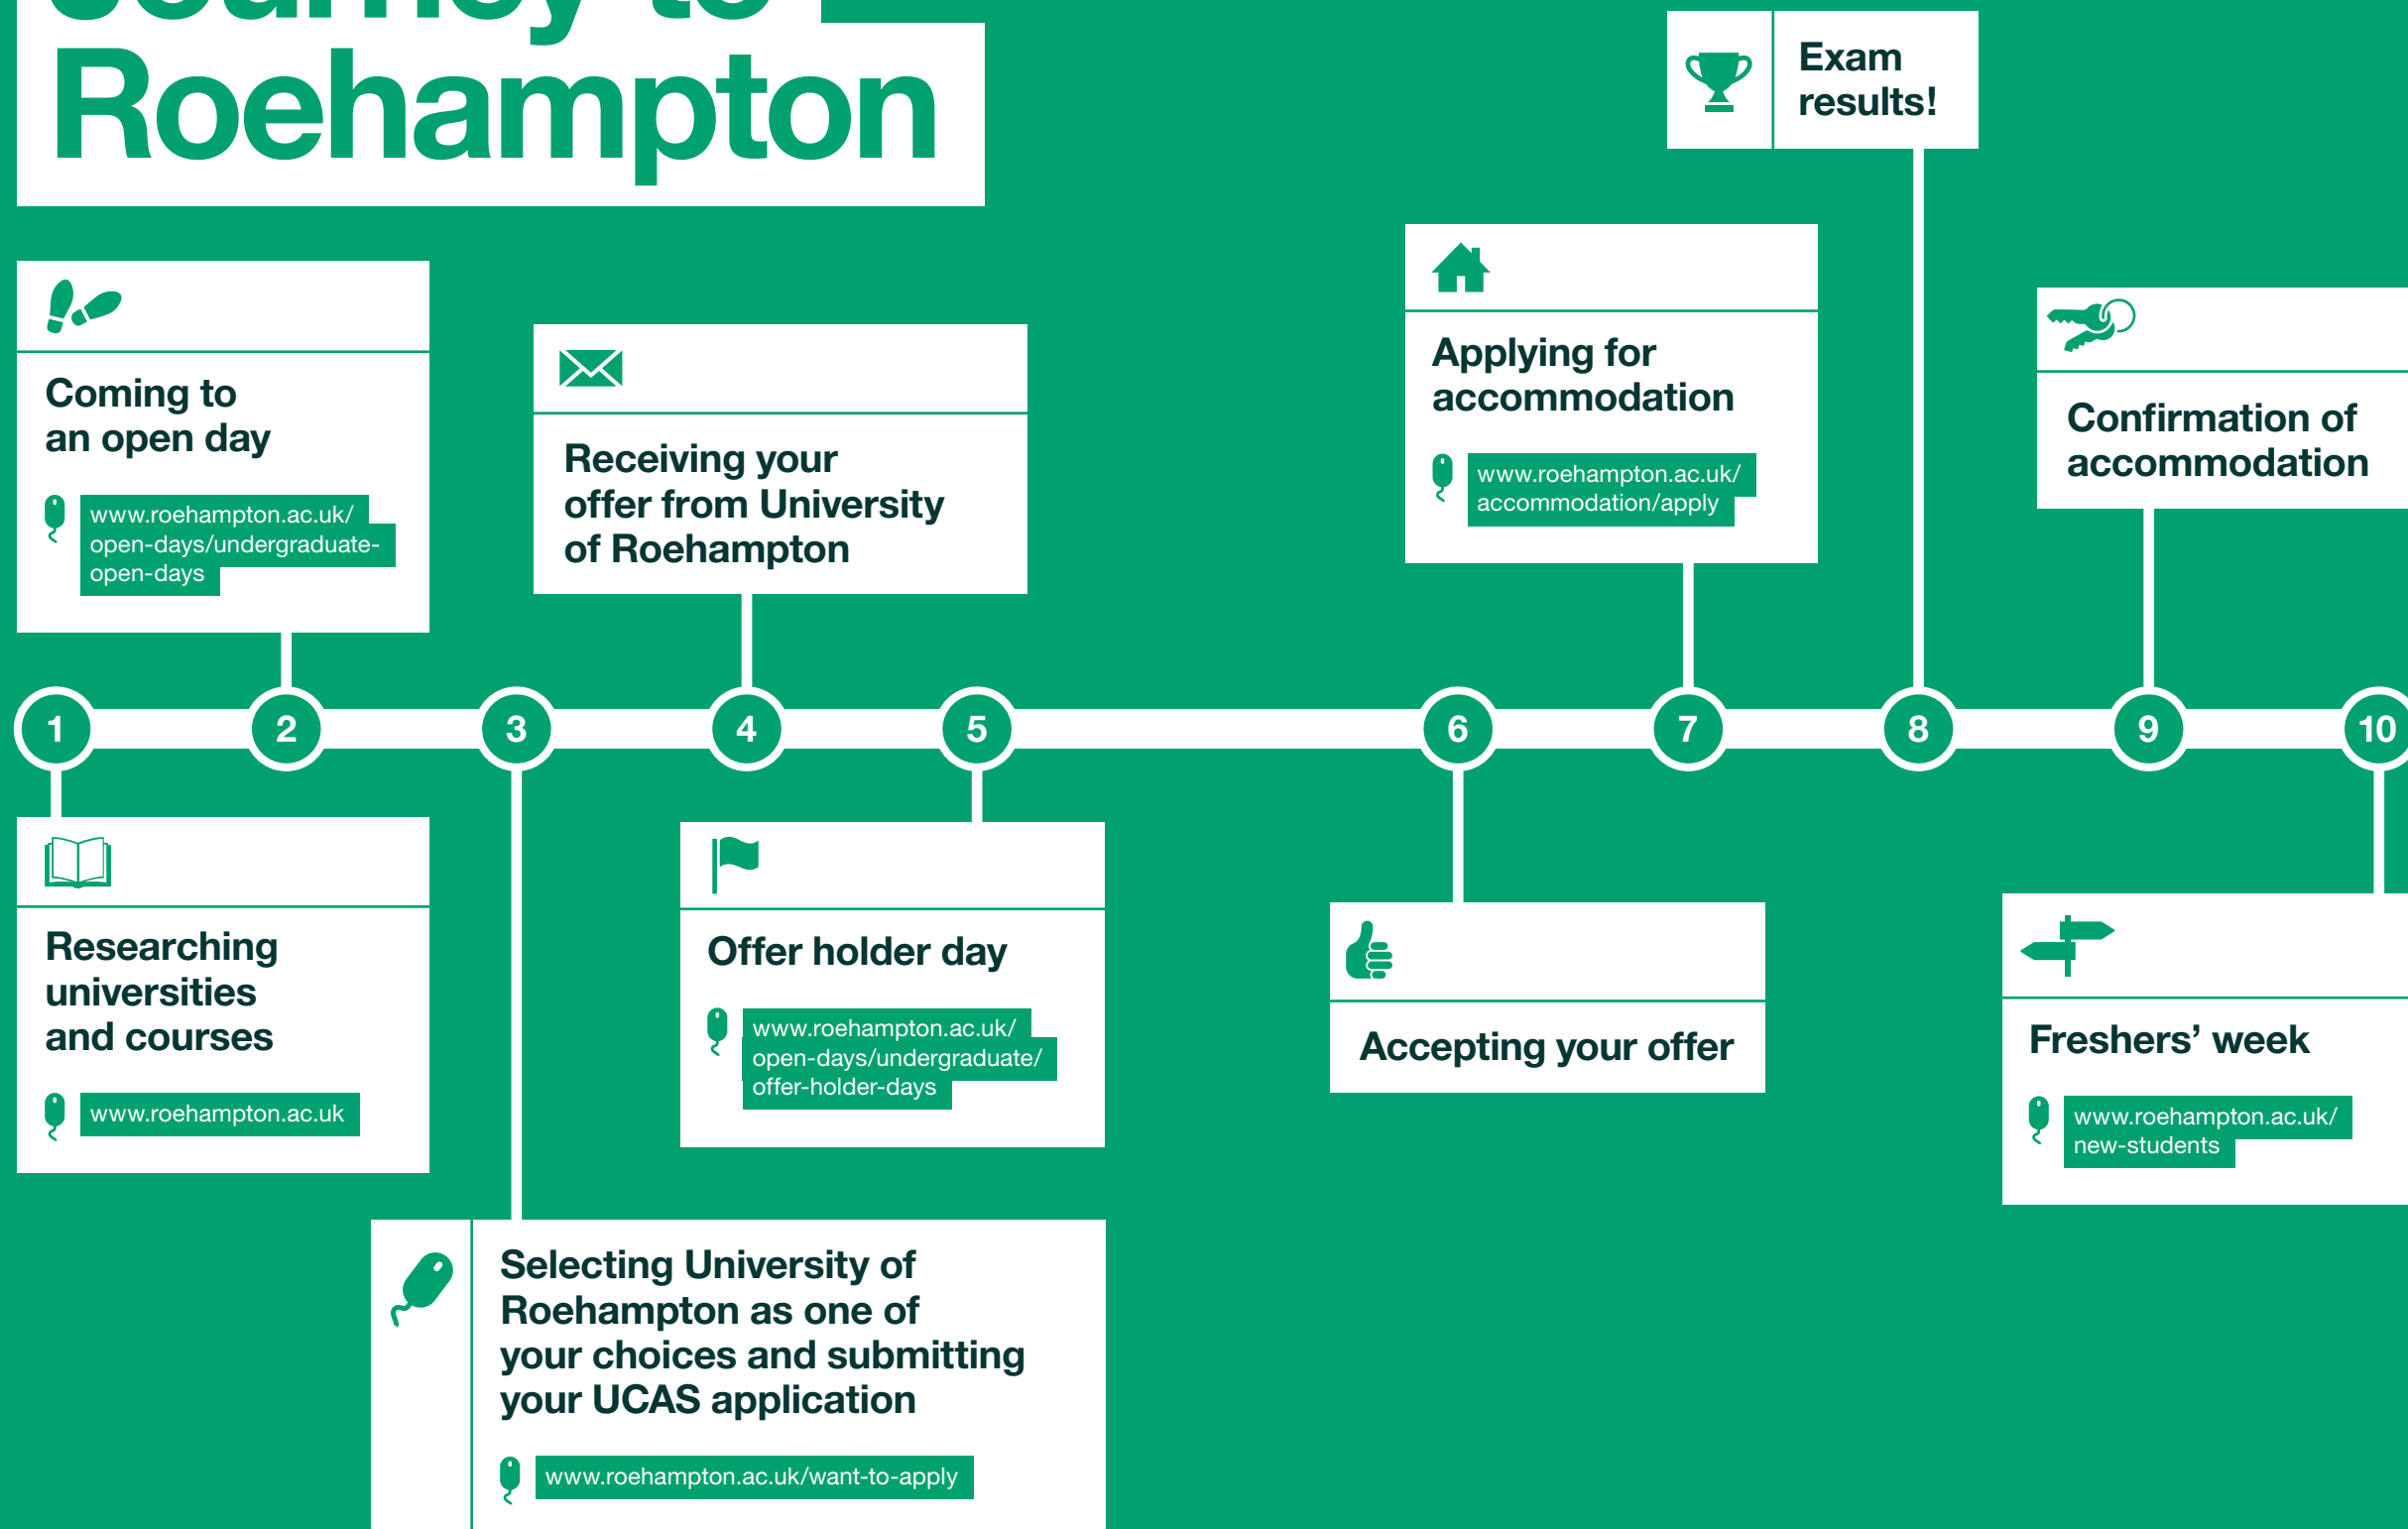 Journey to
Roehampton
Exam
results!
Coming to
an open day
www.roehampton.ac.uk/
open-days/undergraduate-
open-days
Receiving your
offer from University
of Roehampton
Applying for
accommodation
www.roehampton.ac.uk/
accommodation/apply
Confirmation of
accommodation
1
2
3
4
5
6
7
8
9
10
Researching
universities
and courses
www.roehampton.ac.uk
Offer holder day
www.roehampton.ac.uk/
open-days/undergraduate/
offer-holder-days
Accepting your offer
Freshers’ week
www.roehampton.ac.uk/
new-students
Selecting University of
Roehampton as one of
your choices and submitting
your UCAS application
www.roehampton.ac.uk/want-to-apply